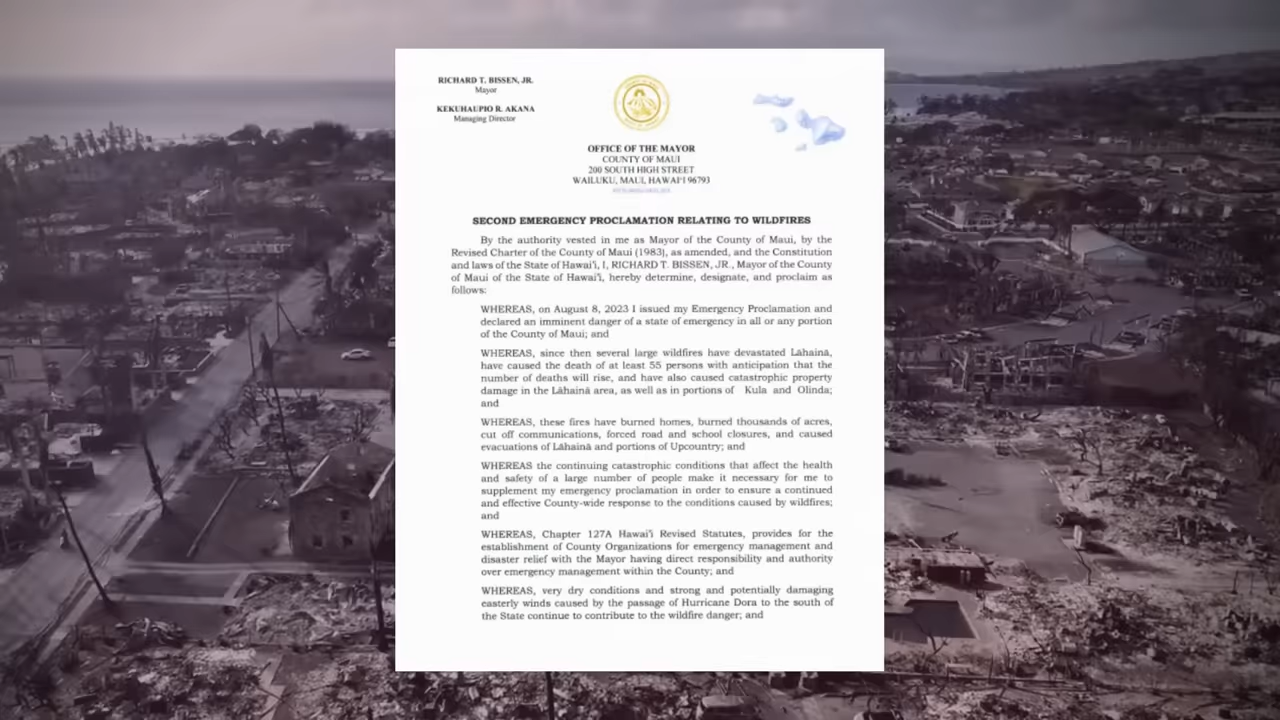 RICHARD T. BISSEN, JR.
Mayor
KEKUHAUPIO R. AKANA
Managing Director
OFFICE OF THE MAYOR
COUNTY OF MAUI
200 SOUTH HIGH STREET
WAILUKU, MAUI, HAWAIʻI 96793
SECOND EMERGENCY PROCLAMATION RELATING TO WILDFIRES
By the authority vested in me as Mayor of the County of Maui, by the
Revised Charter of the County of Maui (1983), as amended, and the Constitution
and laws of the State of Hawaiʻi, I, RICHARD T. BISSEN, JR., Mayor of the County
of Maui of the State of Hawaiʻi, hereby determine, designate, and proclaim as
follows:
WHEREAS, on August 8, 2023 I issued my Emergency Proclamation and
declared an imminent danger of a state of emergency in all or any portion
of the County of Maui; and
WHEREAS, since then several large wildfires have devastated Lāhainā,
have caused the death of at least 55 persons with anticipation that the
number of deaths will rise, and have also caused catastrophic property
damage in the Lāhainā area, as well as in portions of Kula and Olinda;
and
WHEREAS, these fires have burned homes, burned thousands of acres,
cut off communications, forced road and school closures, and caused
evacuations of Lāhainā and portions of Upcountry; and
WHEREAS the continuing catastrophic conditions that affect the health
and safety of a large number of people make it necessary for me to
supplement my emergency proclamation in order to ensure a continued
and effective County-wide response to the conditions caused by wildfires;
and
WHEREAS, Chapter 127A Hawaiʻi Revised Statutes, provides for the
establishment of County Organizations for emergency management and
disaster relief with the Mayor having direct responsibility and authority
over emergency management within the County; and
WHEREAS, very dry conditions and strong and potentially damaging
easterly winds caused by the passage of Hurricane Dora to the south of
the State continue to contribute to the wildfire danger; and